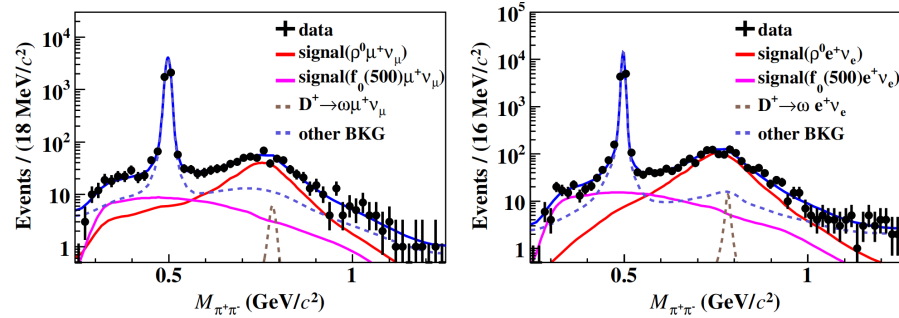 Events / (18 MeV/c²)
10⁴
10³
10²
10
1
data
signal(ρ⁰μ⁺ν_μ)
signal(f₀(500)μ⁺ν_μ)
D⁺→ωμ⁺ν_μ
other BKG
0.5
1
M_π⁺π⁻ (GeV/c²)
Events / (16 MeV/c²)
10⁵
10⁴
10³
10²
10
1
data
signal(ρ⁰e⁺ν_e)
signal(f₀(500)e⁺ν_e)
D⁺→ω e⁺ν_e
other BKG
0.5
1
M_π⁺π⁻ (GeV/c²)